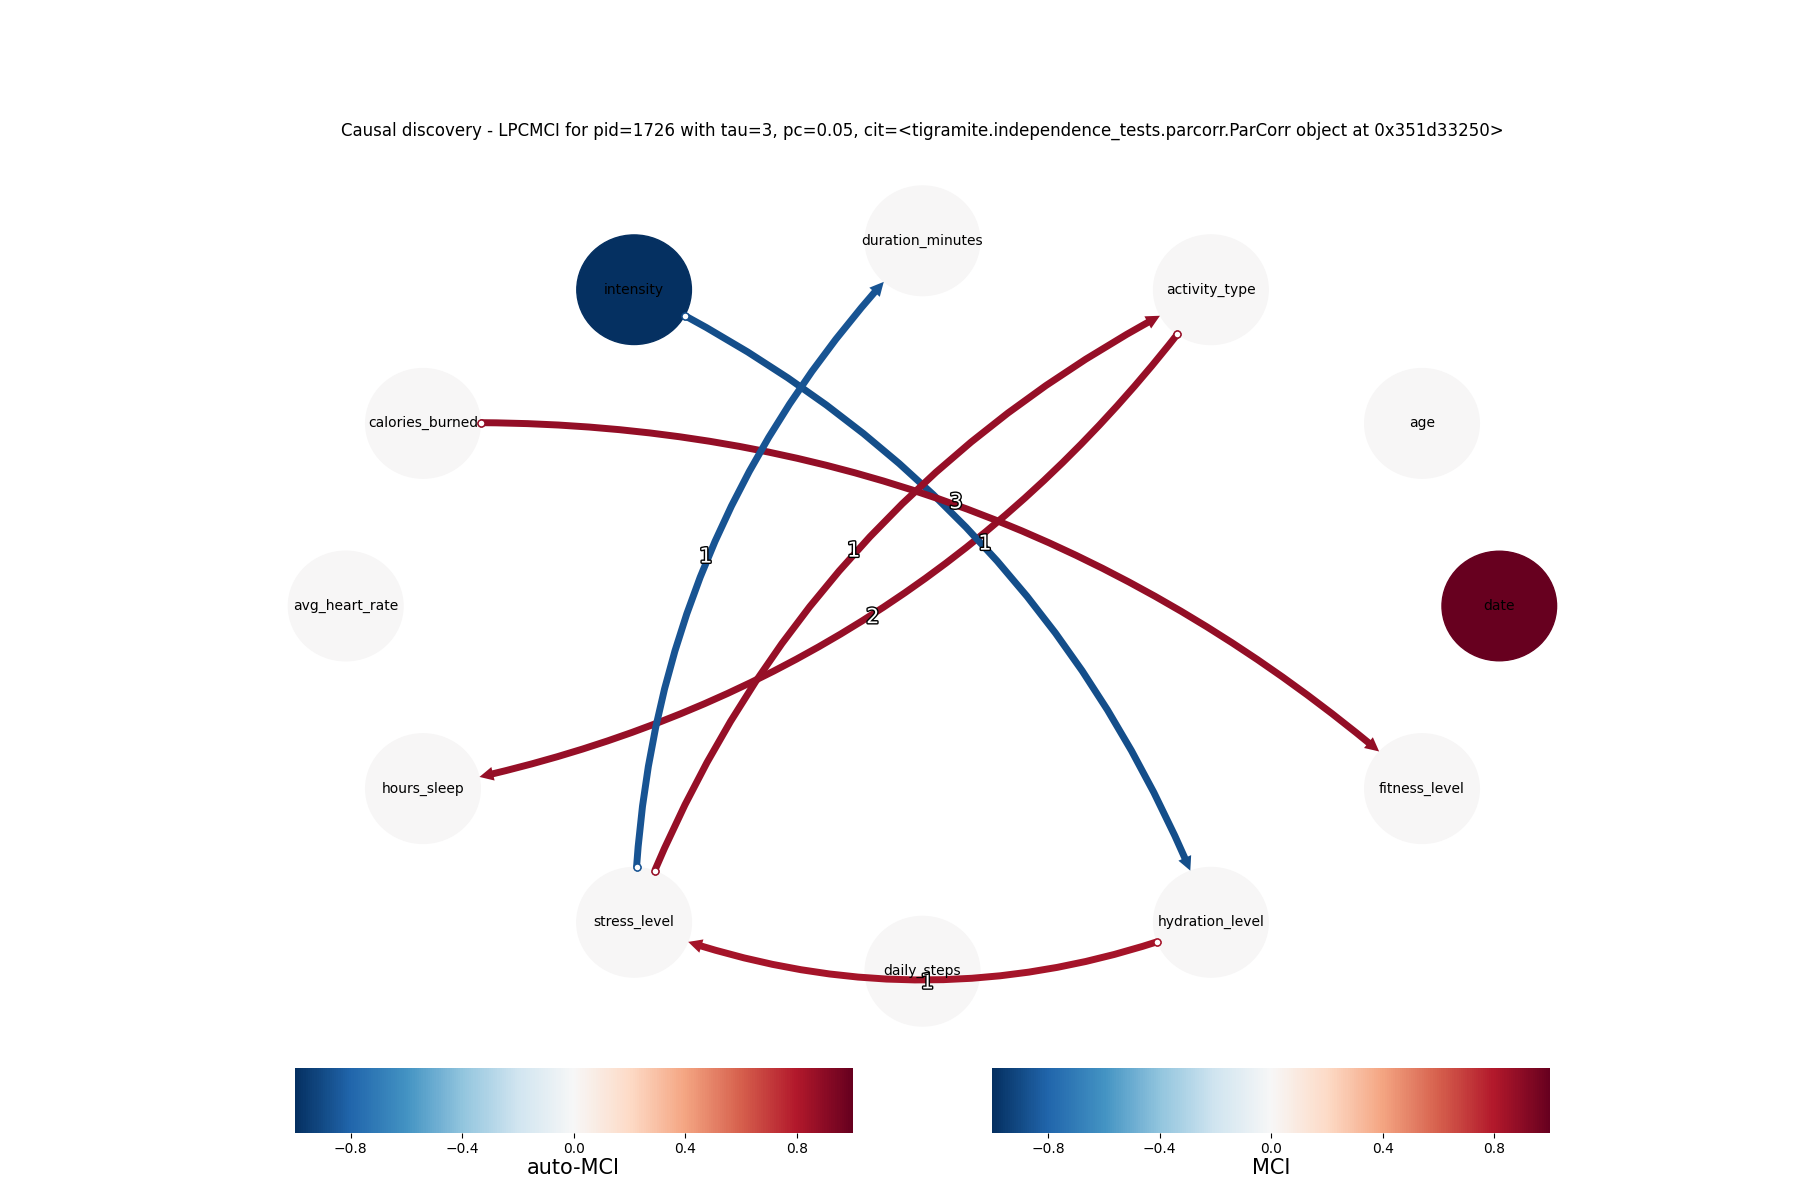 Causal discovery - LPCMCI for pid=1726 with tau=3, pc=0.05, cit=<tigramite.independence_tests.parcorr.ParCorr object at 0x351d33250>
duration_minutes
intensity
activity_type
calories_burned
age
3
1
1
1
avg_heart_rate
date
2
hours_sleep
fitness_level
stress_level
hydration_level
daily_steps
1
−0.8 −0.4 0.0 0.4 0.8
auto-MCI
−0.8 −0.4 0.0 0.4 0.8
MCI